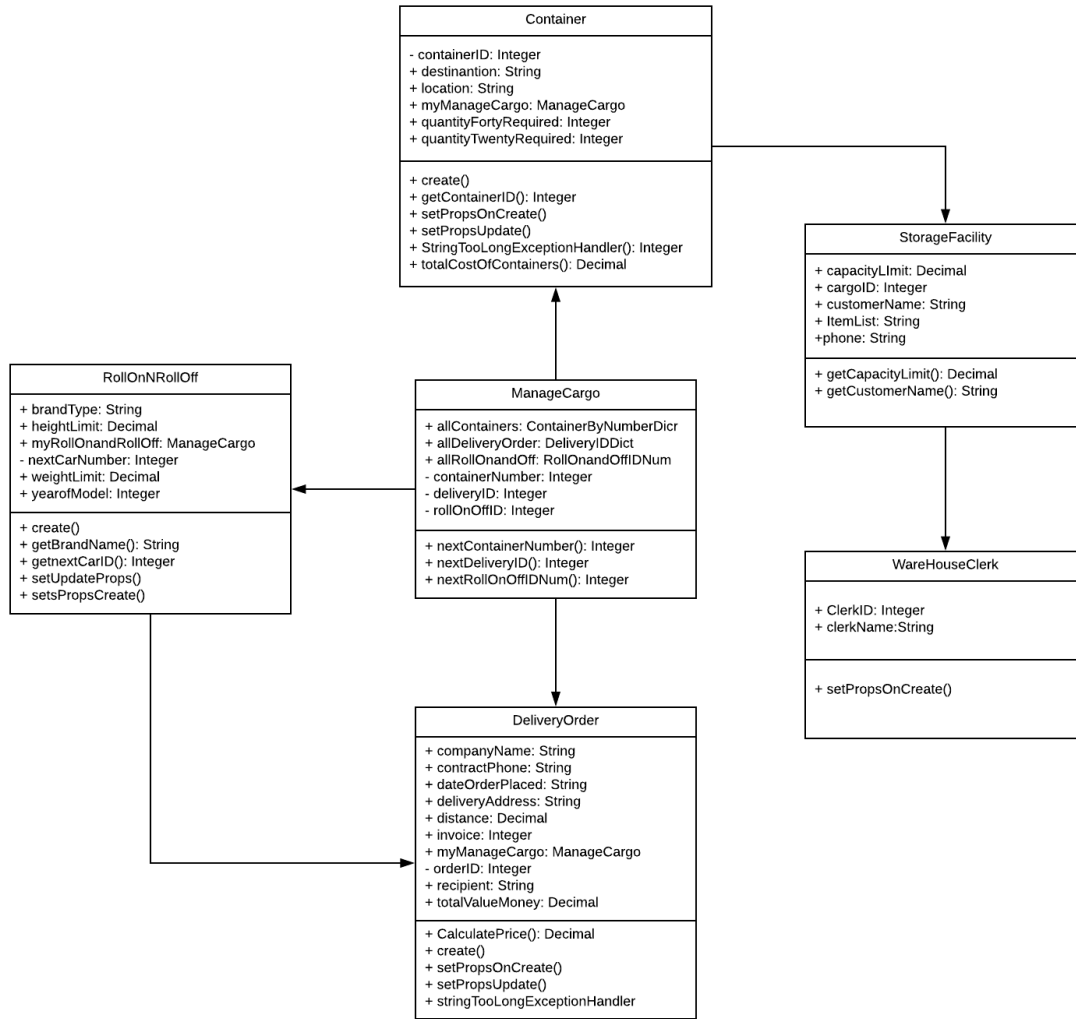 Container
- containerID: Integer
+ destinantion: String
+ location: String
+ myManageCargo: ManageCargo
+ quantityFortyRequired: Integer
+ quantityTwentyRequired: Integer
+ create()
+ getContainerID(): Integer
+ setPropsOnCreate()
+ setPropsUpdate()
+ StringTooLongExceptionHandler(): Integer
+ totalCostOfContainers(): Decimal
StorageFacility
+ capacityLImit: Decimal
+ cargoID: Integer
+ customerName: String
+ ItemList: String
+phone: String
+ getCapacityLimit(): Decimal
+ getCustomerName(): String
RollOnNRollOff
+ brandType: String
+ heightLimit: Decimal
+ myRollOnandRollOff: ManageCargo
- nextCarNumber: Integer
+ weightLimit: Decimal
+ yearofModel: Integer
+ create()
+ getBrandName(): String
+ getnextCarID(): Integer
+ setUpdateProps()
+ setsPropsCreate()
ManageCargo
+ allContainers: ContainerByNumberDicr
+ allDeliveryOrder: DeliveryIDDict
+ allRollOnandOff: RollOnandOffIDNum
- containerNumber: Integer
- deliveryID: Integer
- rollOnOffID: Integer
+ nextContainerNumber(): Integer
+ nextDeliveryID(): Integer
+ nextRollOnOffIDNum(): Integer
WareHouseClerk
+ ClerkID: Integer
+ clerkName:String
+ setPropsOnCreate()
DeliveryOrder
+ companyName: String
+ contractPhone: String
+ dateOrderPlaced: String
+ deliveryAddress: String
+ distance: Decimal
+ invoice: Integer
+ myManageCargo: ManageCargo
- orderID: Integer
+ recipient: String
+ totalValueMoney: Decimal
+ CalculatePrice(): Decimal
+ create()
+ setPropsOnCreate()
+ setPropsUpdate()
+ stringTooLongExceptionHandler